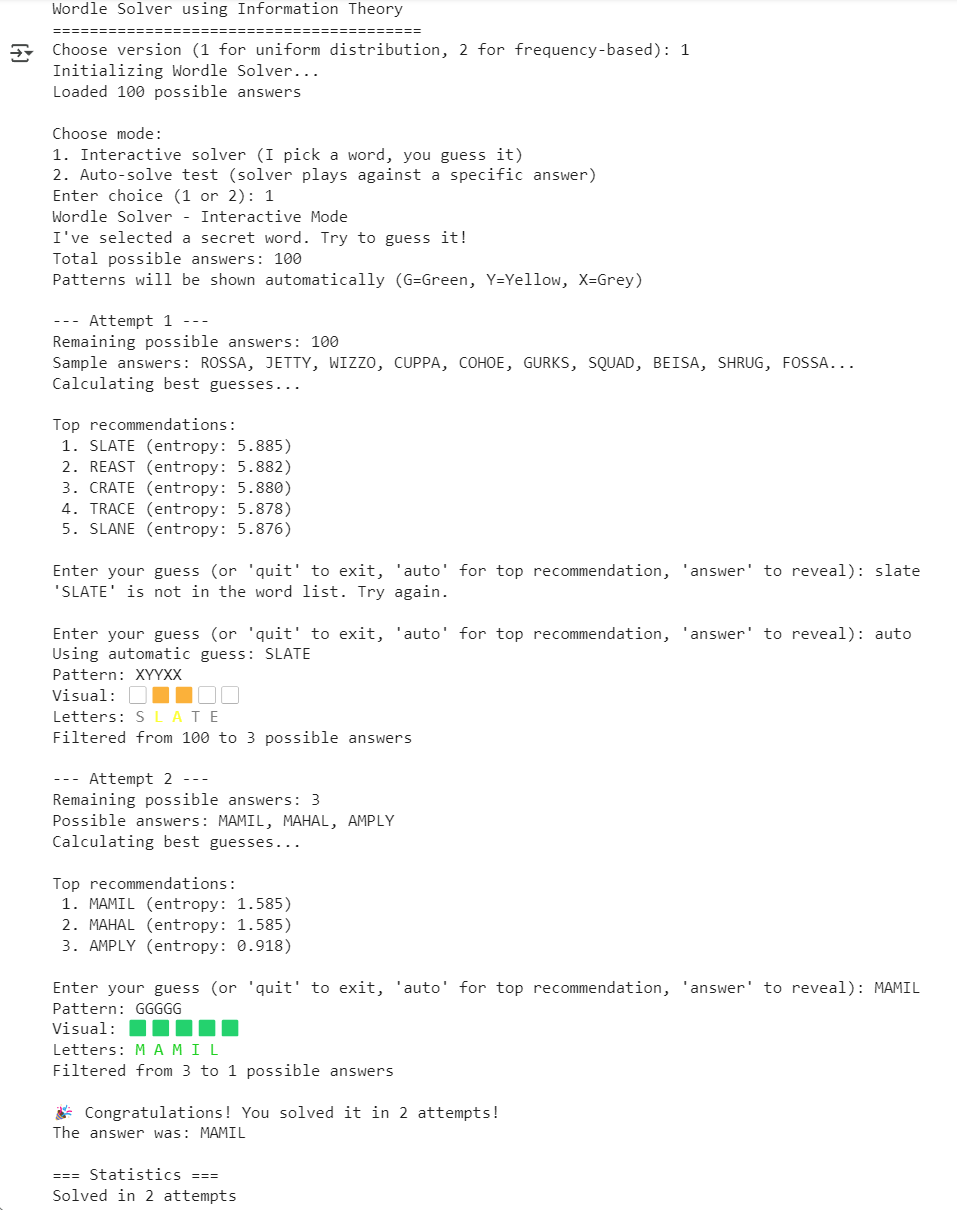 Wordle Solver using Information Theory
========================================
Choose version (1 for uniform distribution, 2 for frequency-based): 1
Initializing Wordle Solver...
Loaded 100 possible answers
Choose mode:
1. Interactive solver (I pick a word, you guess it)
2. Auto-solve test (solver plays against a specific answer)
Enter choice (1 or 2): 1
Wordle Solver - Interactive Mode
I've selected a secret word. Try to guess it!
Total possible answers: 100
Patterns will be shown automatically (G=Green, Y=Yellow, X=Grey)
--- Attempt 1 ---
Remaining possible answers: 100
Sample answers: ROSSA, JETTY, WIZZO, CUPPA, COHOE, GURKS, SQUAD, BEISA, SHRUG, FOSSA...
Calculating best guesses...
Top recommendations:
1. SLATE (entropy: 5.885)
2. REAST (entropy: 5.882)
3. CRATE (entropy: 5.880)
4. TRACE (entropy: 5.878)
5. SLANE (entropy: 5.876)
Enter your guess (or 'quit' to exit, 'auto' for top recommendation, 'answer' to reveal): slate
'SLATE' is not in the word list. Try again.
Enter your guess (or 'quit' to exit, 'auto' for top recommendation, 'answer' to reveal): auto
Using automatic guess: SLATE
Pattern: XYYXX
Visual: ⬜🟨🟨⬜⬜
Letters: S L A T E
Filtered from 100 to 3 possible answers
--- Attempt 2 ---
Remaining possible answers: 3
Possible answers: MAMIL, MAHAL, AMPLY
Calculating best guesses...
Top recommendations:
1. MAMIL (entropy: 1.585)
2. MAHAL (entropy: 1.585)
3. AMPLY (entropy: 0.918)
Enter your guess (or 'quit' to exit, 'auto' for top recommendation, 'answer' to reveal): MAMIL
Pattern: GGGGG
Visual: 🟩🟩🟩🟩🟩
Letters: M A M I L
Filtered from 3 to 1 possible answers
🎉 Congratulations! You solved it in 2 attempts!
The answer was: MAMIL
=== Statistics ===
Solved in 2 attempts